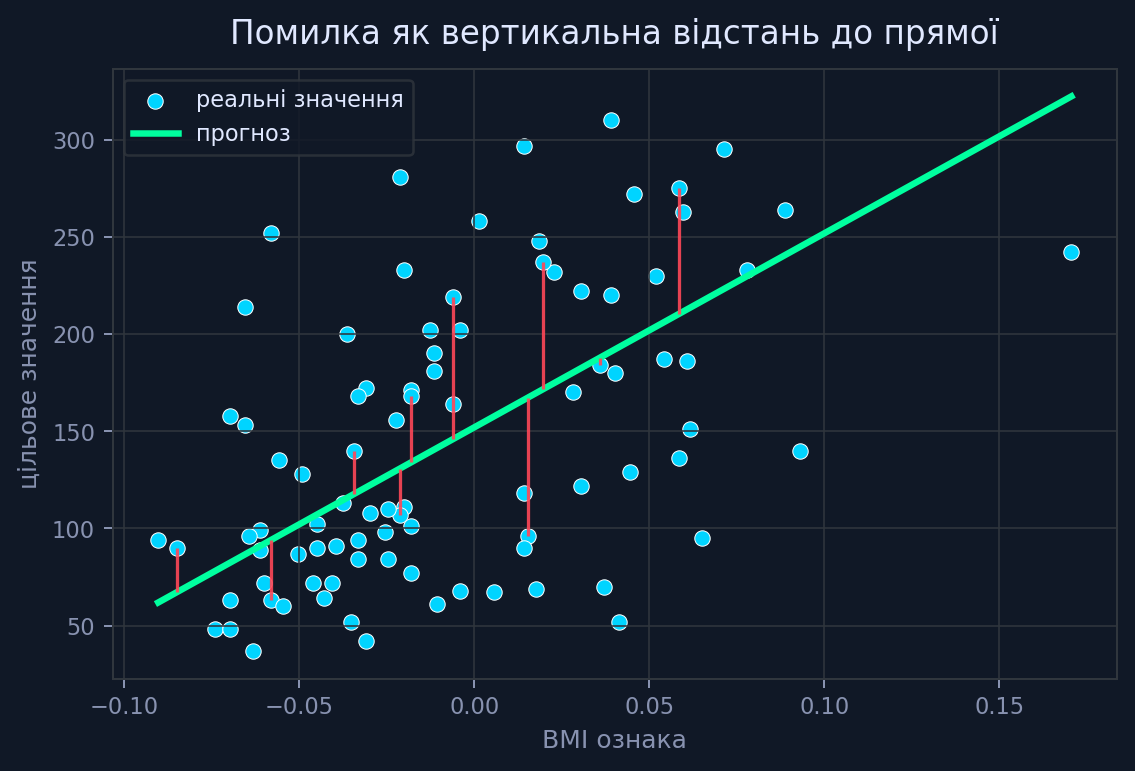 Помилка як вертикальна відстань до прямої
реальні значення
прогноз
цільове значення
300
250
200
150
100
50
−0.10
−0.05
0.00
0.05
0.10
0.15
BMI ознака